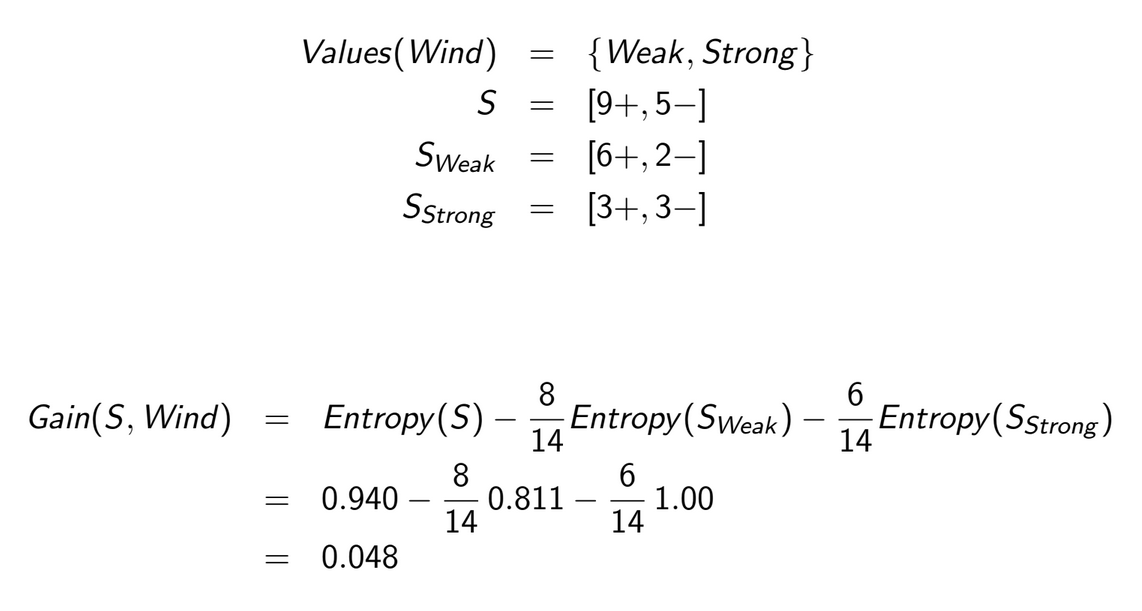 Values(Wind) = {Weak, Strong}
S = [9+, 5−]
S_Weak = [6+, 2−]
S_Strong = [3+, 3−]
Gain(S, Wind) = Entropy(S) − 8/14 Entropy(S_Weak) − 6/14 Entropy(S_Strong)
= 0.940 − 8/14 0.811 − 6/14 1.00
= 0.048